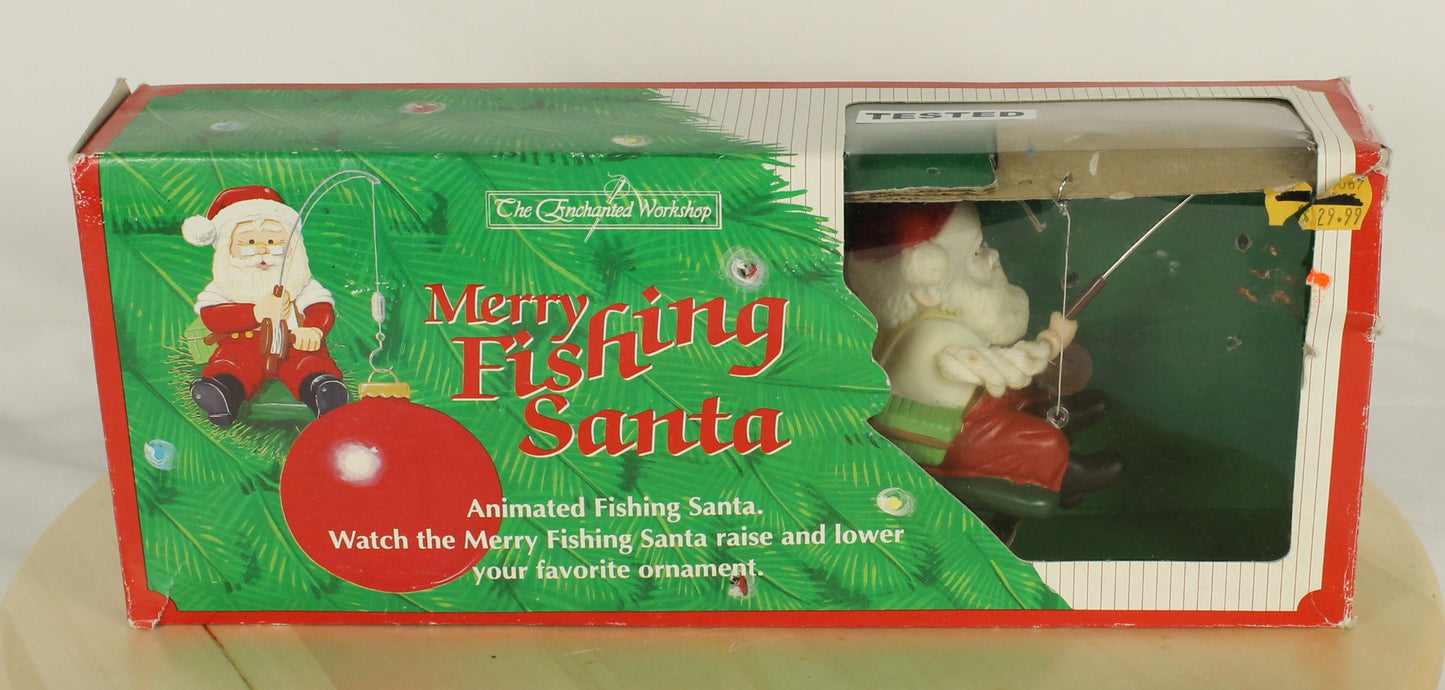 TESTED
The Enchanted Workshop
$ 29.99
Merry
Fishing
Santa
Animated Fishing Santa.
Watch the Merry Fishing Santa raise and lower
your favorite ornament.